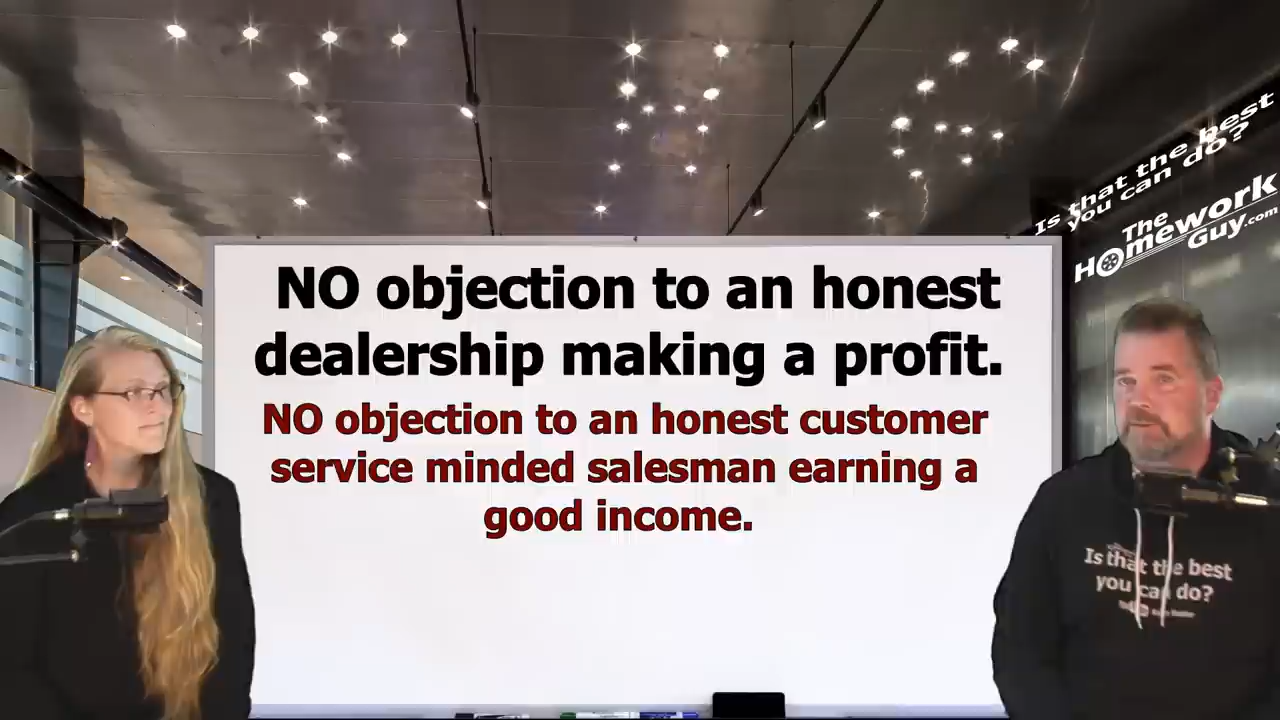 Is that the best
you can do?
The
Homework
Guy.com
NO objection to an honest
dealership making a profit.
NO objection to an honest customer
service minded salesman earning a
good income.
Is that the best
you can do?